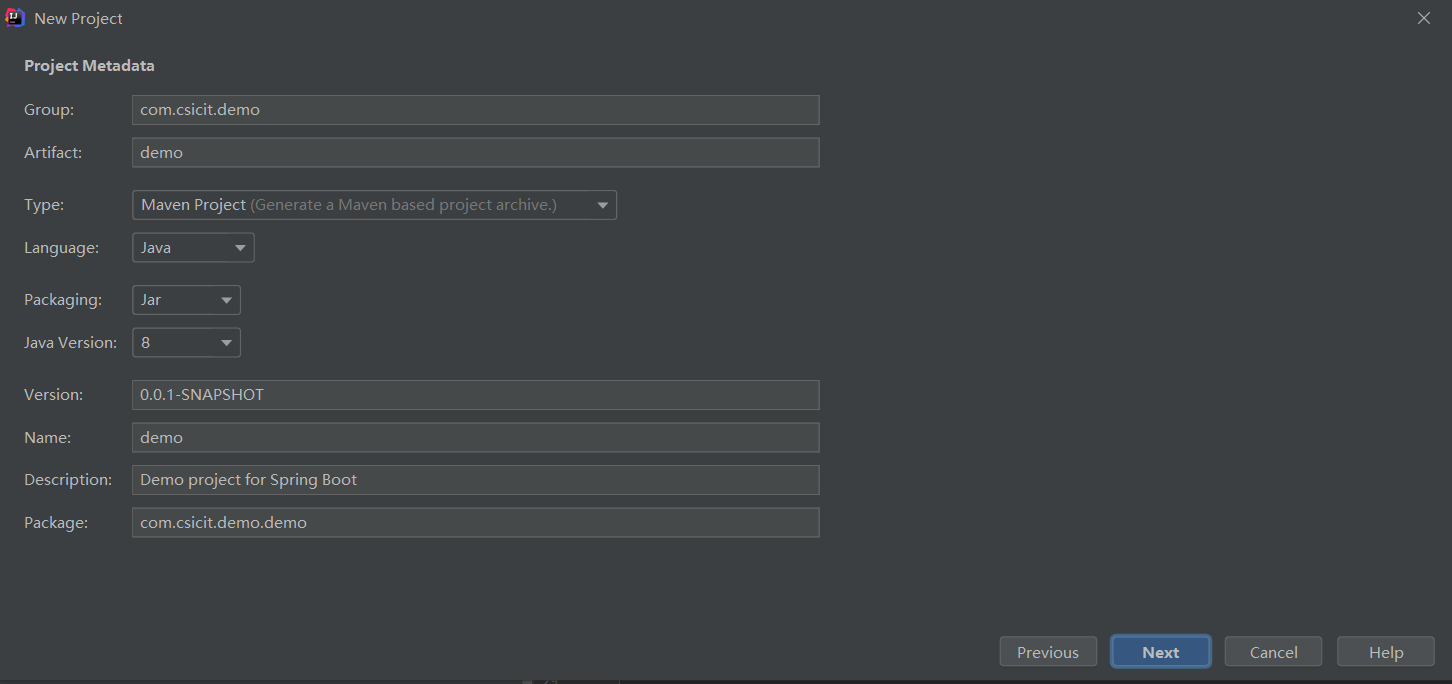 New Project
Project Metadata
Group: com.csicit.demo
Artifact: demo
Type: Maven Project (Generate a Maven based project archive.)
Language: Java
Packaging: Jar
Java Version: 8
Version: 0.0.1-SNAPSHOT
Name: demo
Description: Demo project for Spring Boot
Package: com.csicit.demo.demo
Previous Next Cancel Help